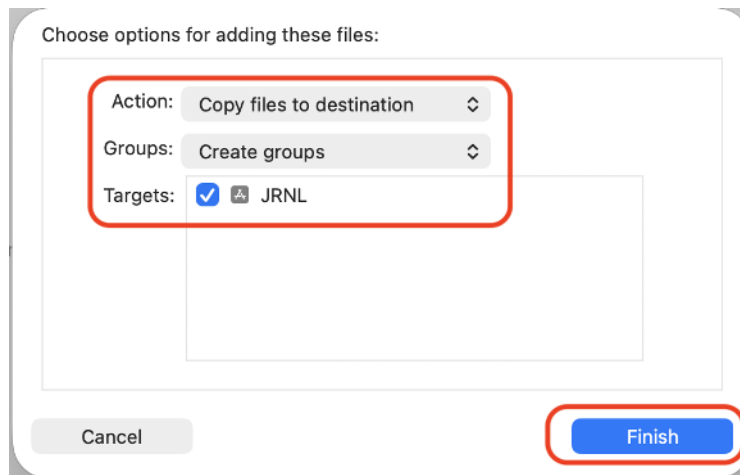 Choose options for adding these files:
Action: Copy files to destination
Groups: Create groups
Targets: JRNL
Cancel Finish